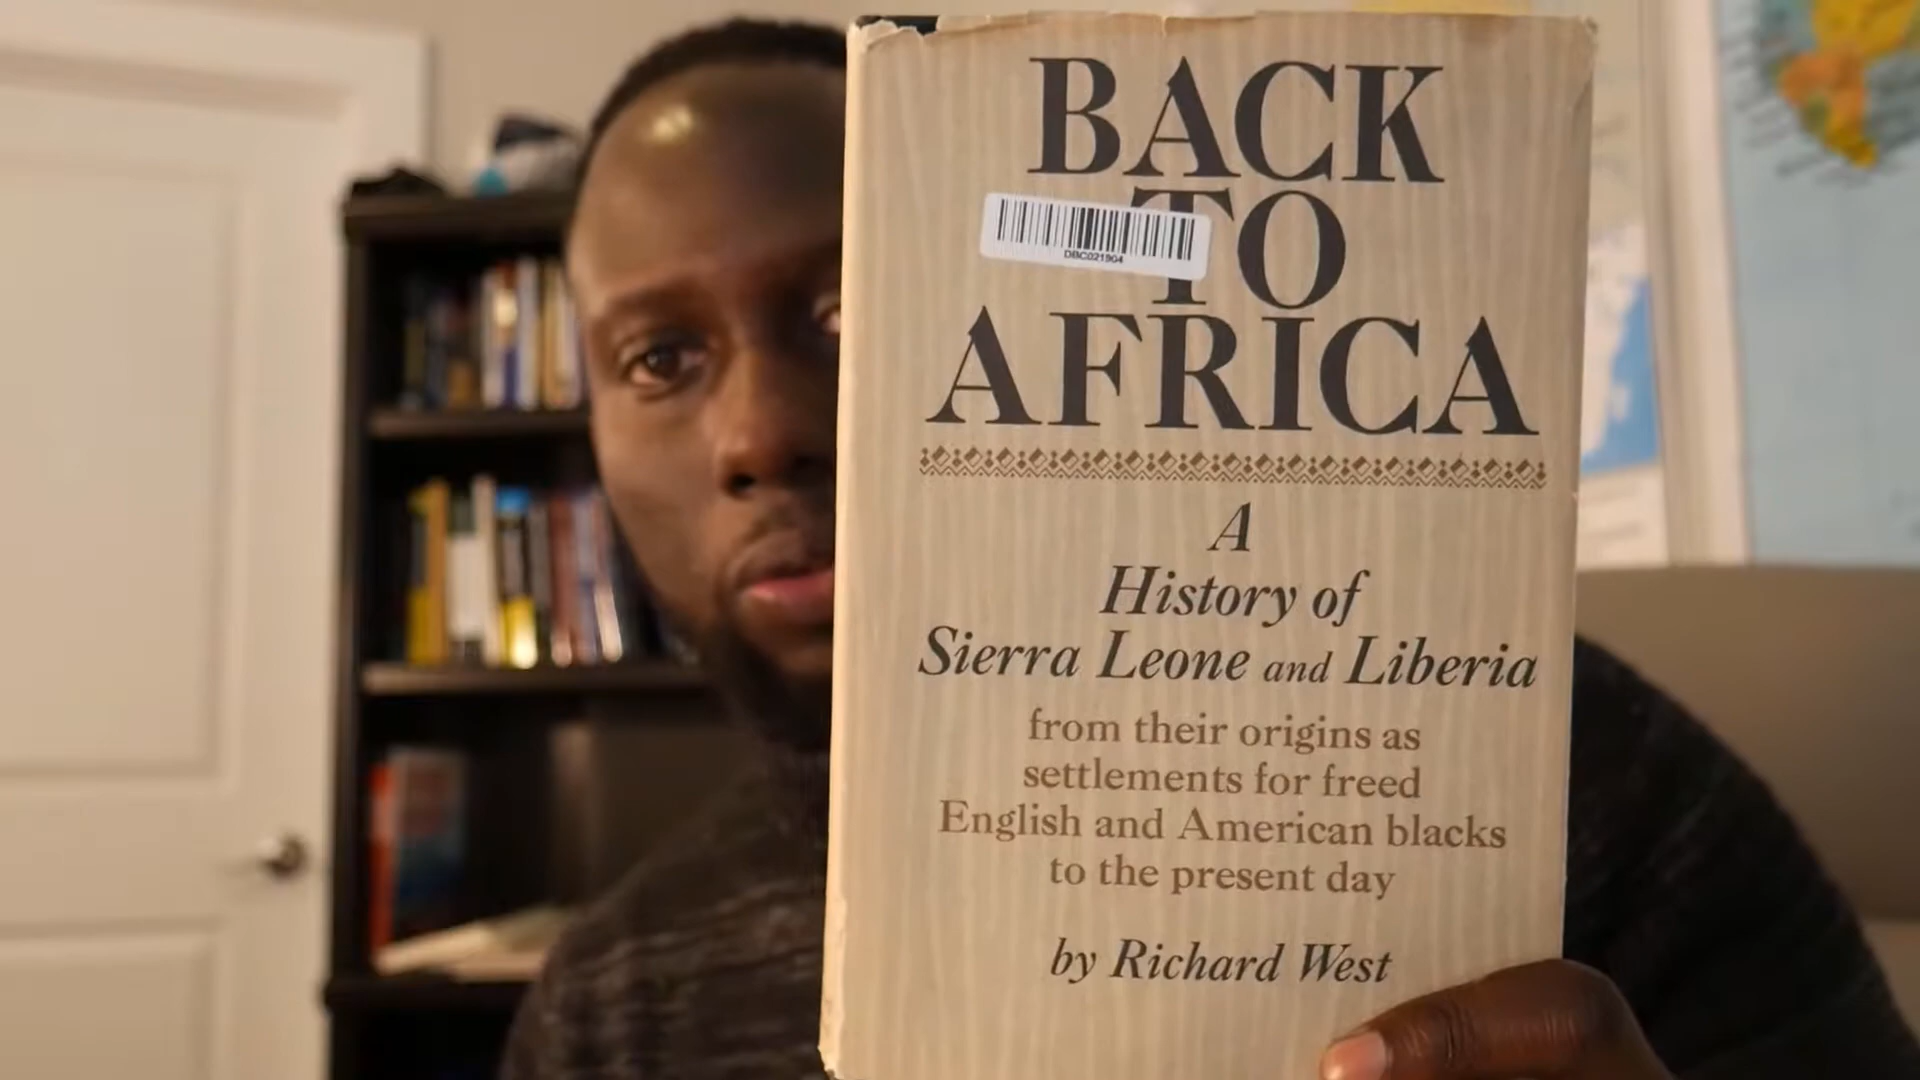 BACK
TO
DBC021904
AFRICA
A
History of
Sierra Leone and Liberia
from their origins as
settlements for freed
English and American blacks
to the present day
by Richard West